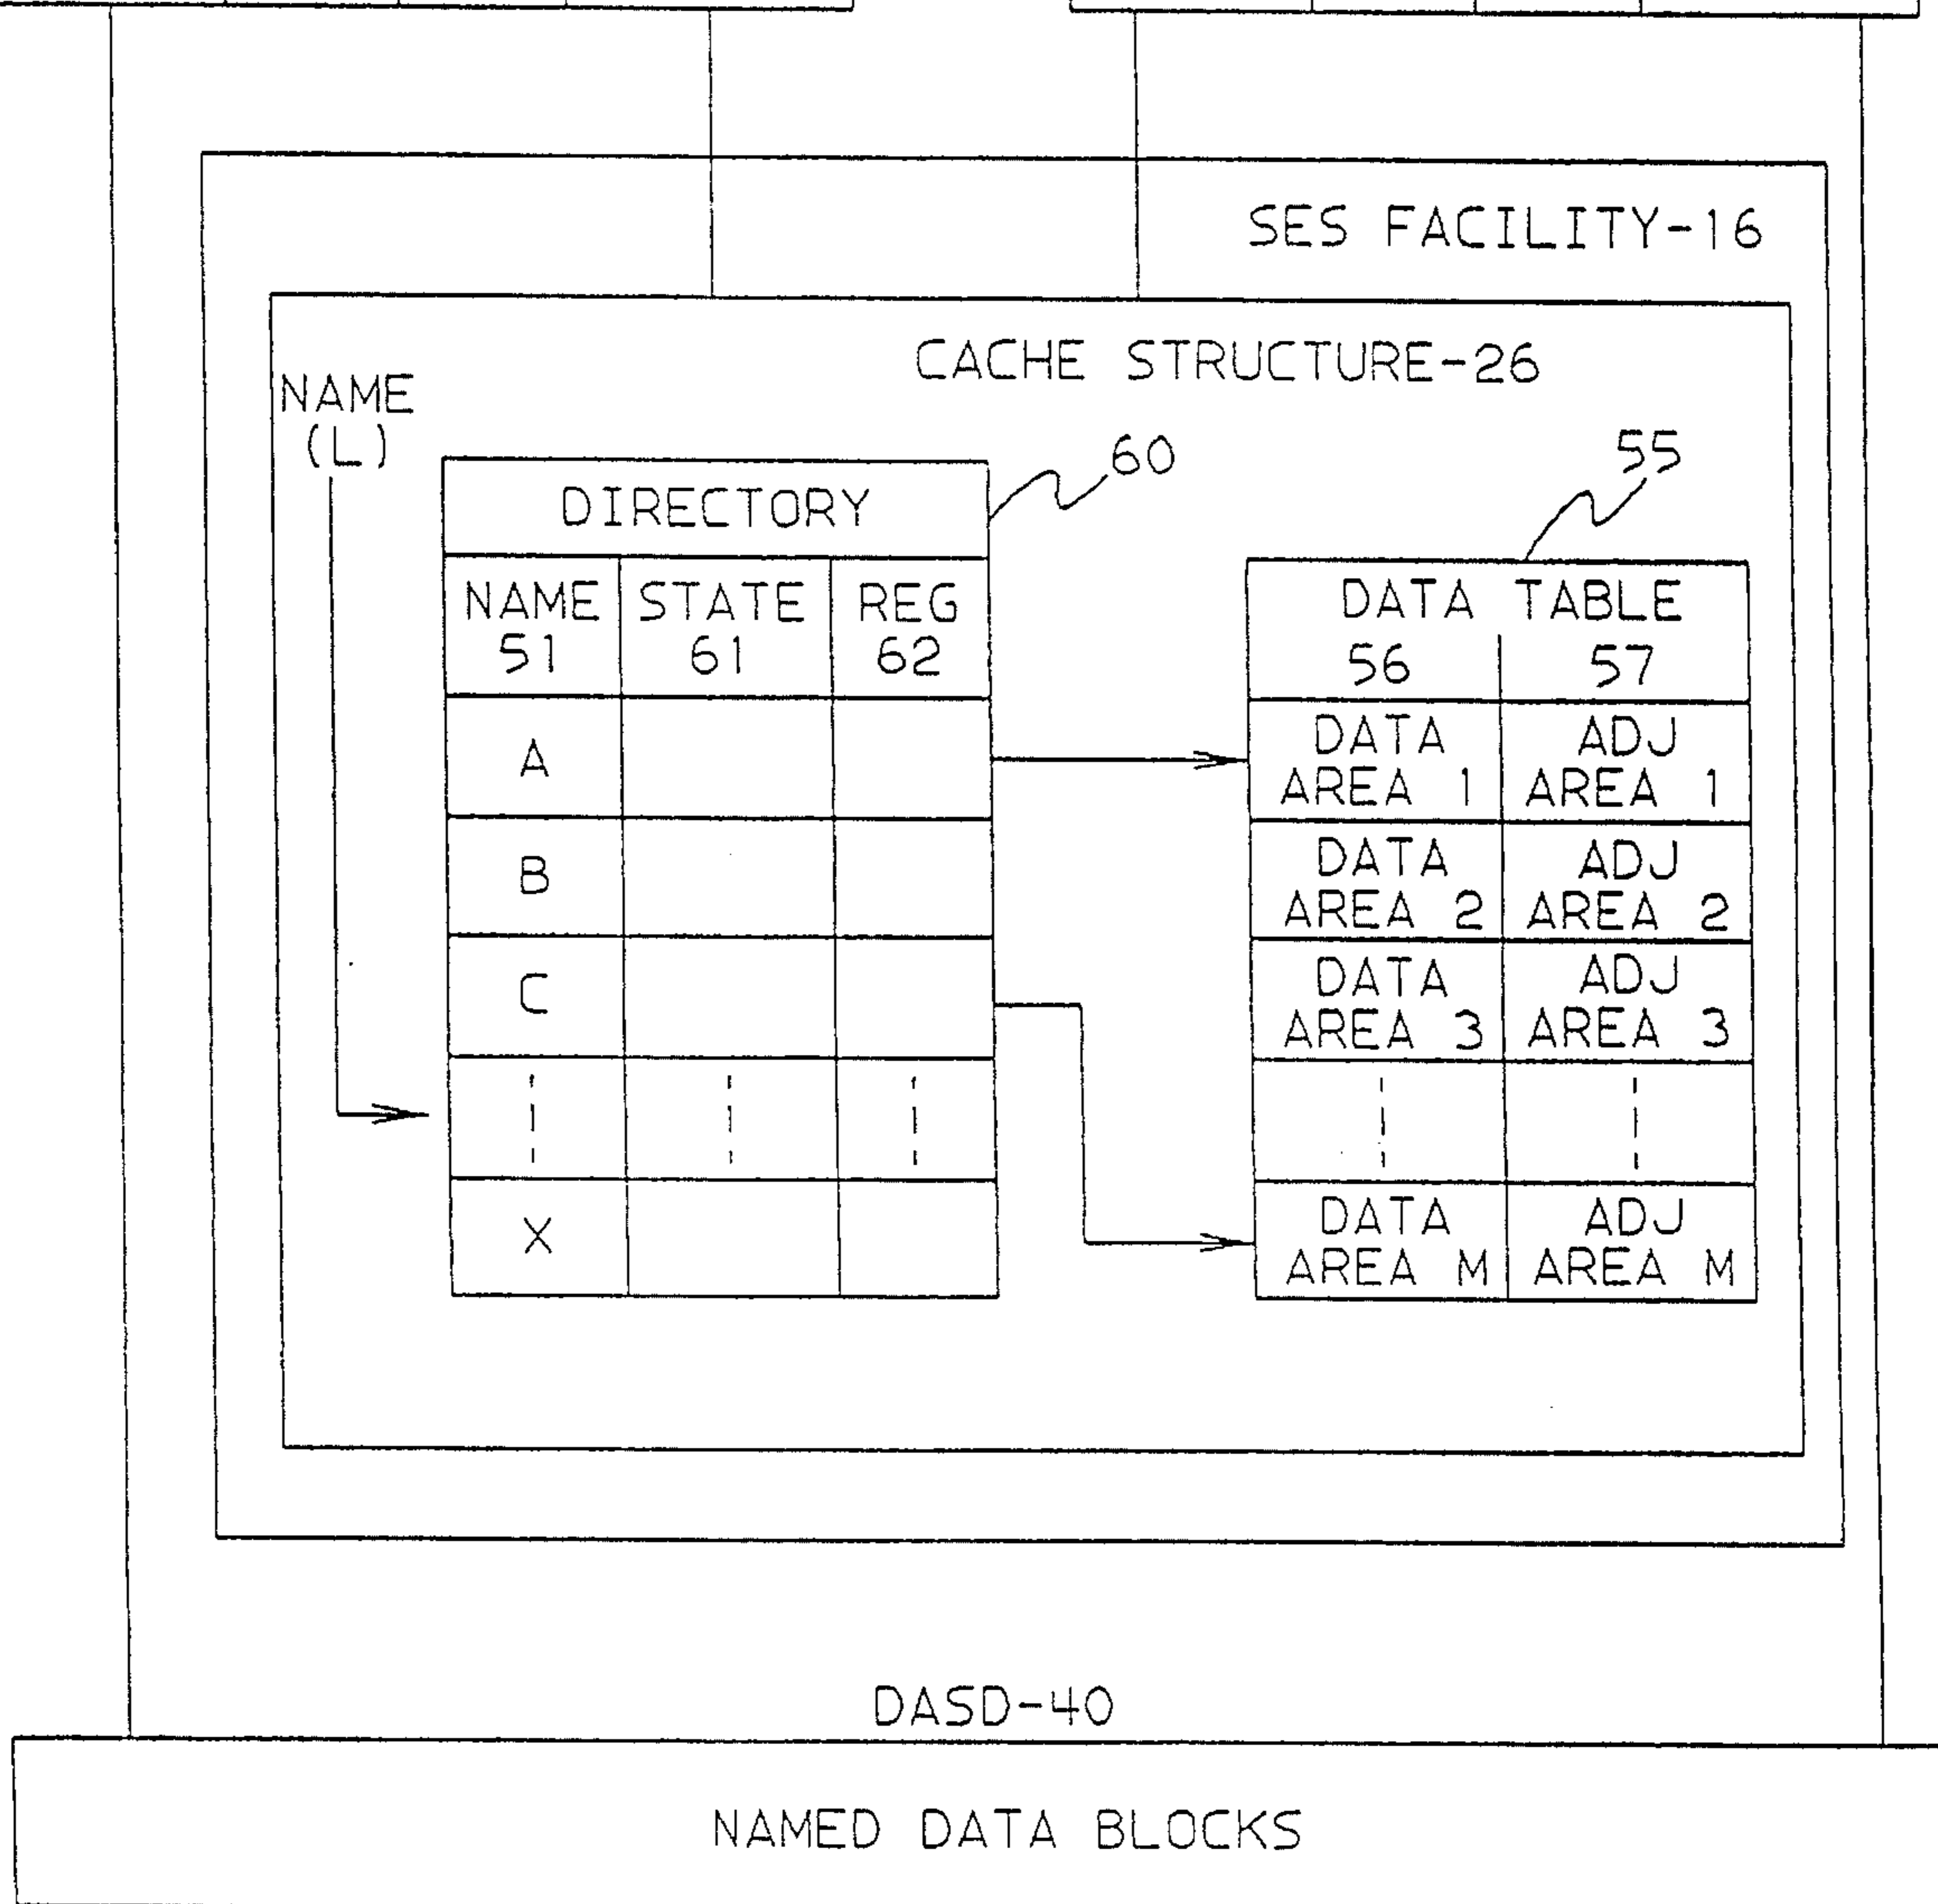 SES FACILITY-16
CACHE STRUCTURE-26
NAME
(L)
60
55
DIRECTORY
NAME STATE REG
51 61 62
A
B
C
X
DATA TABLE
56 57
DATA ADJ
AREA 1 AREA 1
DATA ADJ
AREA 2 AREA 2
DATA ADJ
AREA 3 AREA 3
DATA ADJ
AREA M AREA M
DASD-40
NAMED DATA BLOCKS